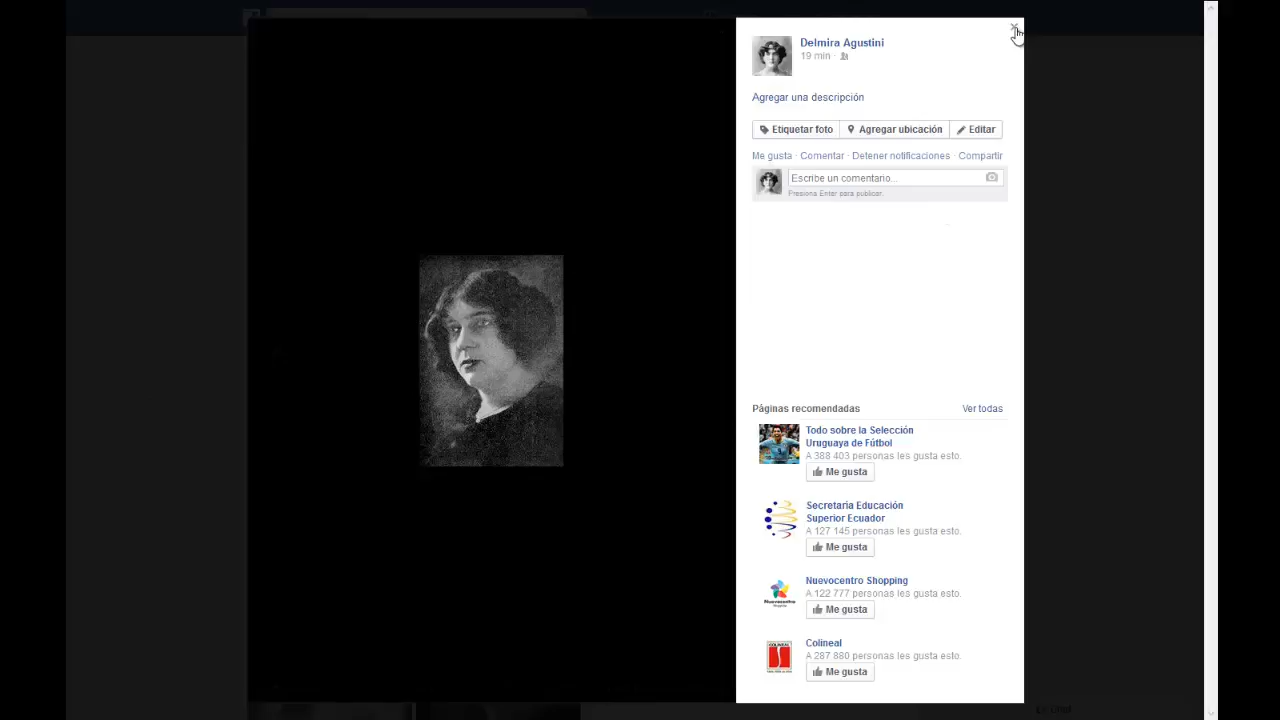 Delmira Agustini
19 min ·
Agregar una descripción
Etiquetar foto Agregar ubicación Editar
Me gusta · Comentar · Detener notificaciones · Compartir
Escribe un comentario...
Presiona Enter para publicar.
Páginas recomendadas Ver todas
Todo sobre la Selección
Uruguaya de Fútbol
A 388 403 personas les gusta esto.
Me gusta
Secretaría Educación
Superior Ecuador
A 127 145 personas les gusta esto.
Me gusta
Nuevocentro Shopping
A 122 777 personas les gusta esto.
Nuevocentro
Me gusta
Colineal
COLINEAL
A 287 880 personas les gusta esto.
Me gusta